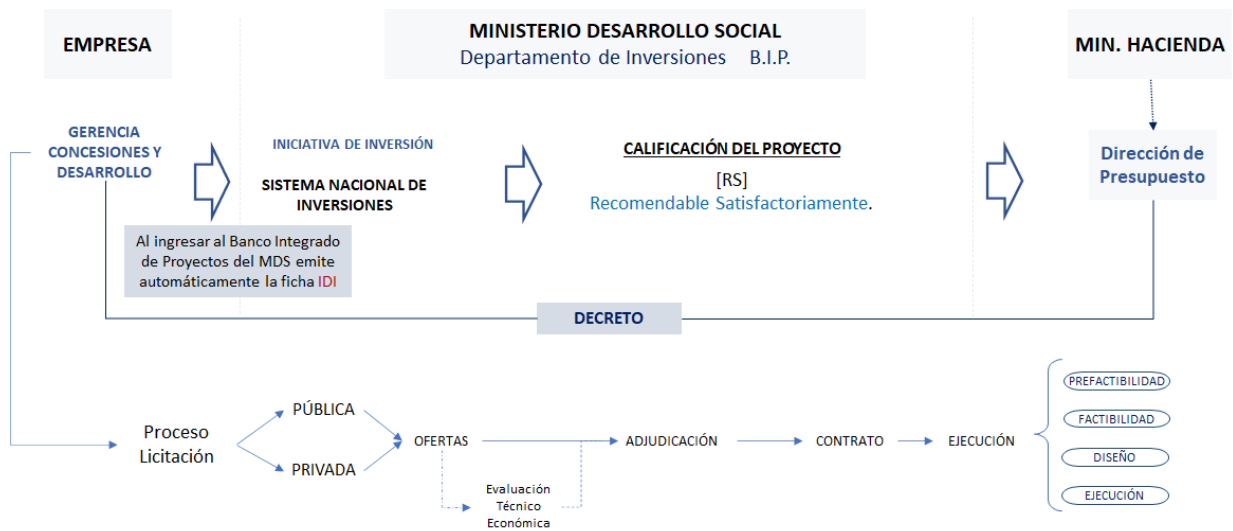 EMPRESA
MINISTERIO DESARROLLO SOCIAL
Departamento de Inversiones B.I.P.
MIN. HACIENDA
GERENCIA
CONCESIONES Y
DESARROLLO
INICIATIVA DE INVERSIÓN
SISTEMA NACIONAL DE
INVERSIONES
Al ingresar al Banco Integrado
de Proyectos del MDS emite
automáticamente la ficha IDI
CALIFICACIÓN DEL PROYECTO
[RS]
Recomendable Satisfactoriamente.
Dirección de
Presupuesto
DECRETO
Proceso
Licitación
PÚBLICA
PRIVADA
OFERTAS
Evaluación
Técnico
Económica
ADJUDICACIÓN
CONTRATO
EJECUCIÓN
PREFACTIBILIDAD
FACTIBILIDAD
DISEÑO
EJECUCIÓN